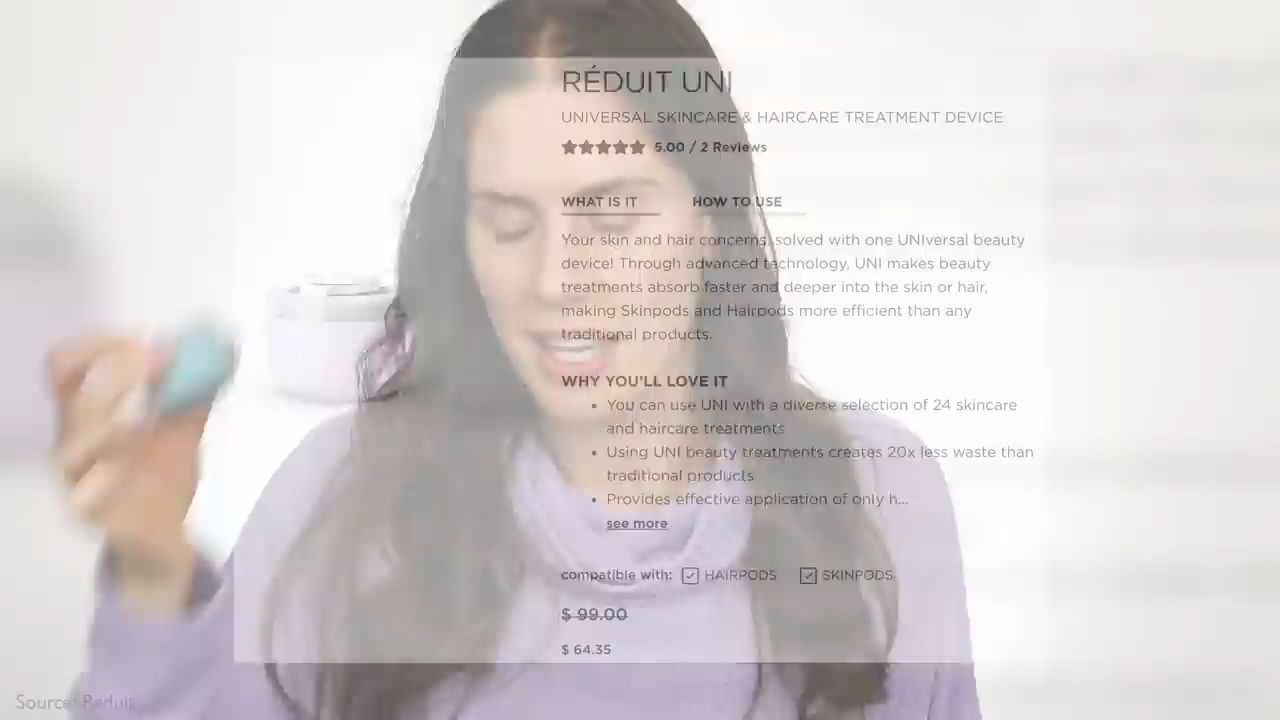 RÉDUIT UNI
UNIVERSAL SKINCARE & HAIRCARE TREATMENT DEVICE
5.00 / 2 Reviews
WHAT IS IT HOW TO USE
Your skin and hair concerns, solved with one UNIversal beauty
device! Through advanced technology, UNI makes beauty
treatments absorb faster and deeper into the skin or hair,
making Skinpods and Hairpods more efficient than any
traditional products.
WHY YOU'LL LOVE IT
• You can use UNI with a diverse selection of 24 skincare
and haircare treatments
• Using UNI beauty treatments creates 20x less waste than
traditional products
• Provides effective application of only h...
see more
compatible with: HAIRPODS SKINPODS
$ 99.00
$ 64.35
Source: Reduit